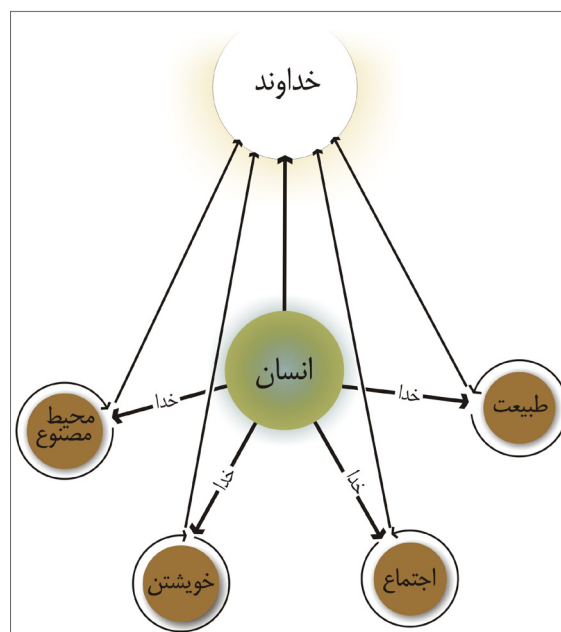 خداوند
انسان
خدا
خدا
خدا
خدا
طبیعت
محیط
مصنوع
اجتماع
خویشتن